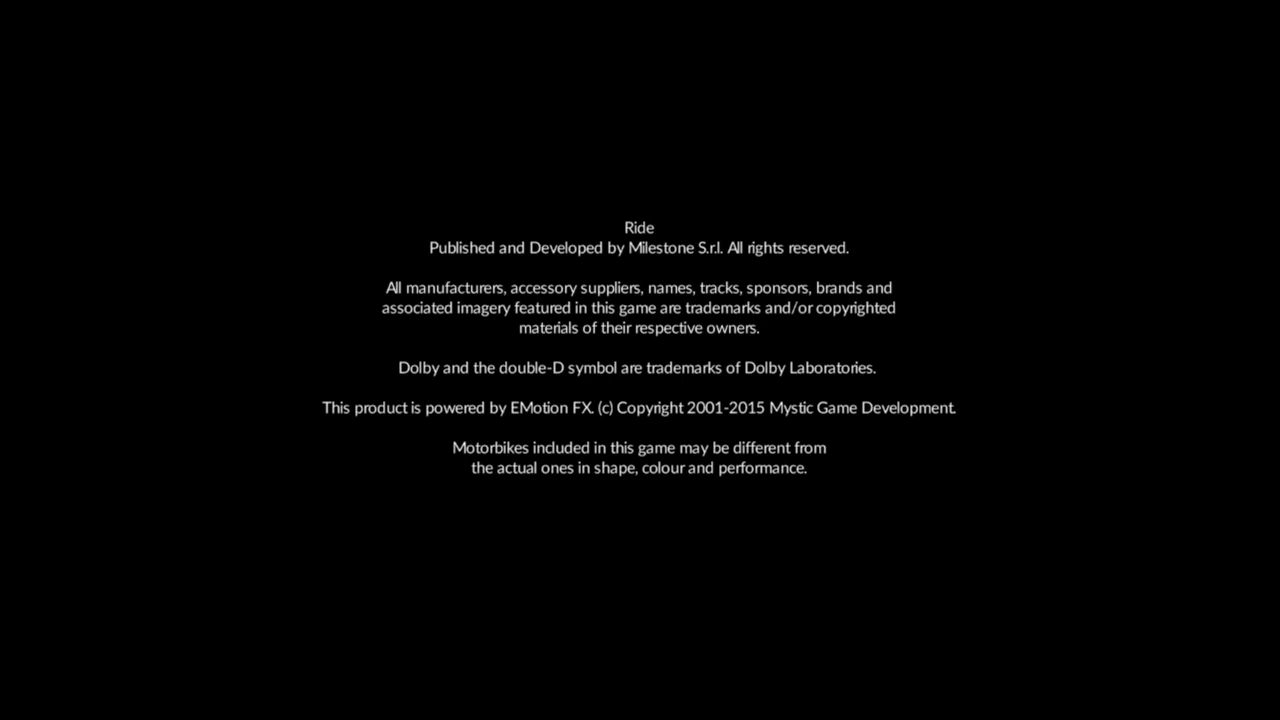 Ride
Published and Developed by Milestone S.r.l. All rights reserved.
All manufacturers, accessory suppliers, names, tracks, sponsors, brands and
associated imagery featured in this game are trademarks and/or copyrighted
materials of their respective owners.
Dolby and the double-D symbol are trademarks of Dolby Laboratories.
This product is powered by EMotion FX. (c) Copyright 2001-2015 Mystic Game Development.
Motorbikes included in this game may be different from
the actual ones in shape, colour and performance.